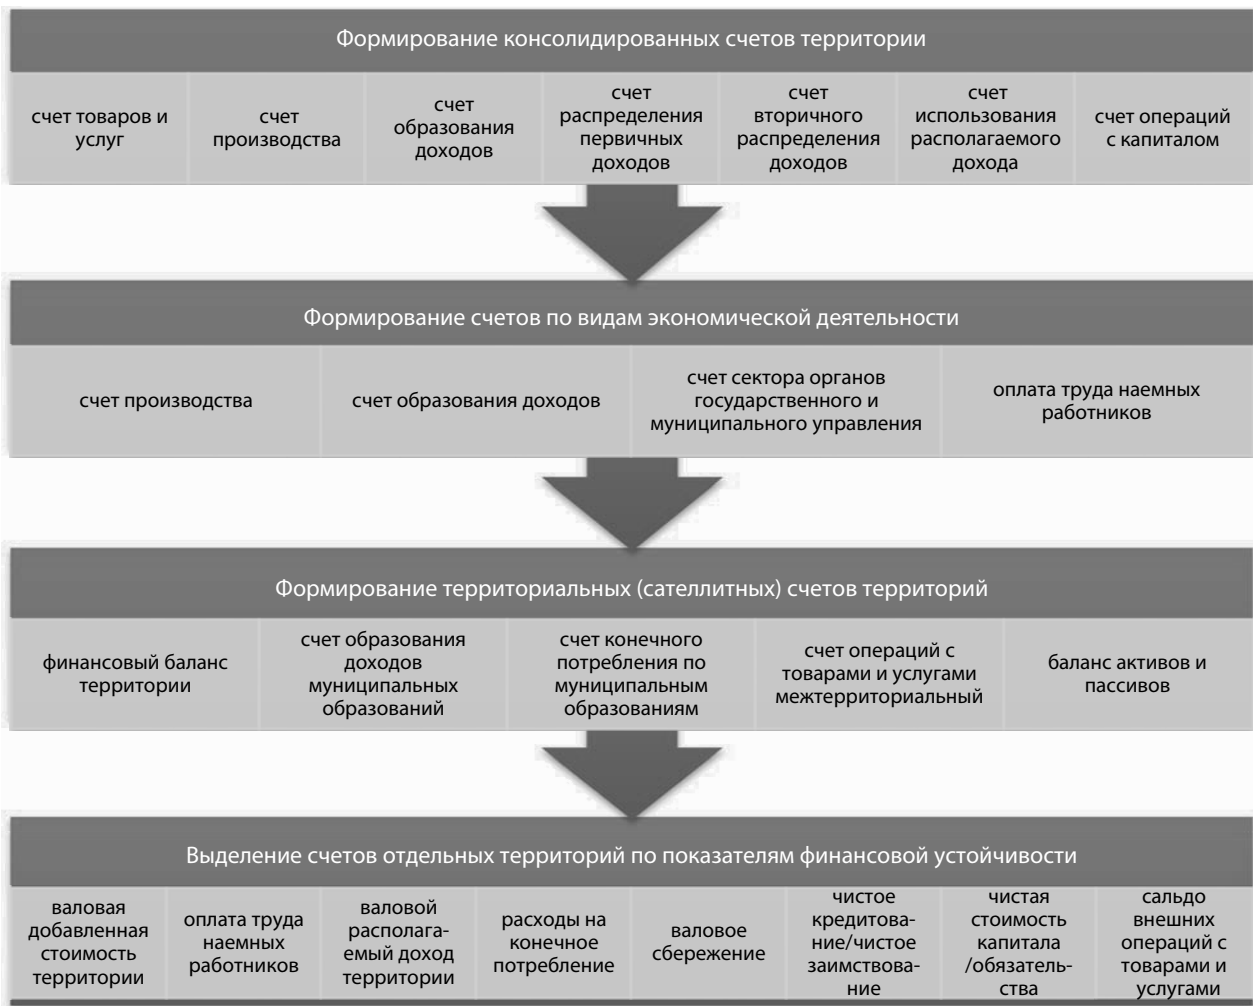 Формирование консолидированных счетов территории
счет товаров и
услуг
счет
производства
счет
образования
доходов
счет
распределения
первичных
доходов
счет
вторичного
распределения
доходов
счет
использования
располагаемого
дохода
счет операций
с капиталом
Формирование счетов по видам экономической деятельности
счет производства
счет образования доходов
счет сектора органов
государственного и
муниципального управления
оплата труда наемных
работников
Формирование территориальных (сателлитных) счетов территорий
финансовый баланс
территории
счет образования
доходов
муниципальных
образований
счет конечного
потребления по
муниципальным
образованиям
счет операций с
товарами и услугами
межтерриториальный
баланс активов и
пассивов
Выделение счетов отдельных территорий по показателям финансовой устойчивости
валовая
добавленная
стоимость
территории
оплата труда
наемных
работников
валовой
располага-
емый доход
территории
расходы на
конечное
потребление
валовое
сбережение
чистое
кредитова-
ние/чистое
заимствова-
ние
чистая
стоимость
капитала
/обязатель-
ства
сальдо
внешних
операций с
товарами и
услугами